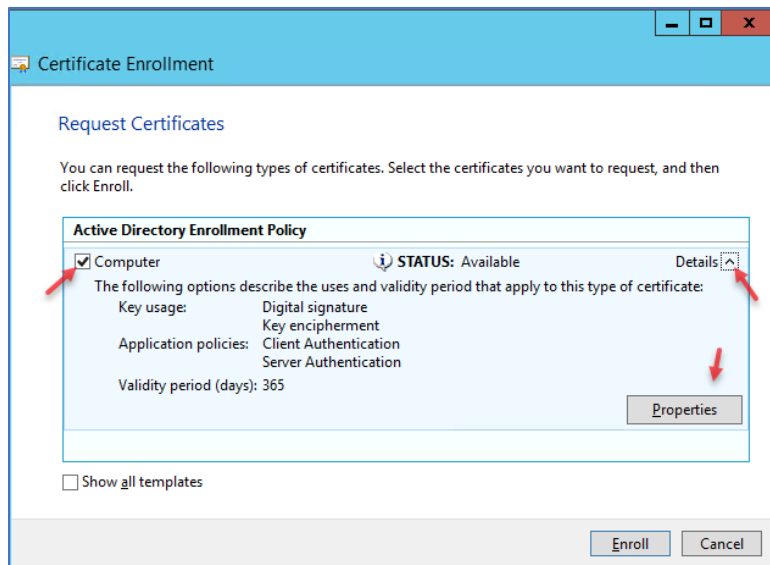 Certificate Enrollment
Request Certificates
You can request the following types of certificates. Select the certificates you want to request, and then
click Enroll.
Active Directory Enrollment Policy
Computer STATUS: Available Details
The following options describe the uses and validity period that apply to this type of certificate:
Key usage: Digital signature
Key encipherment
Application policies: Client Authentication
Server Authentication
Validity period (days): 365
Properties
Show all templates
Enroll Cancel